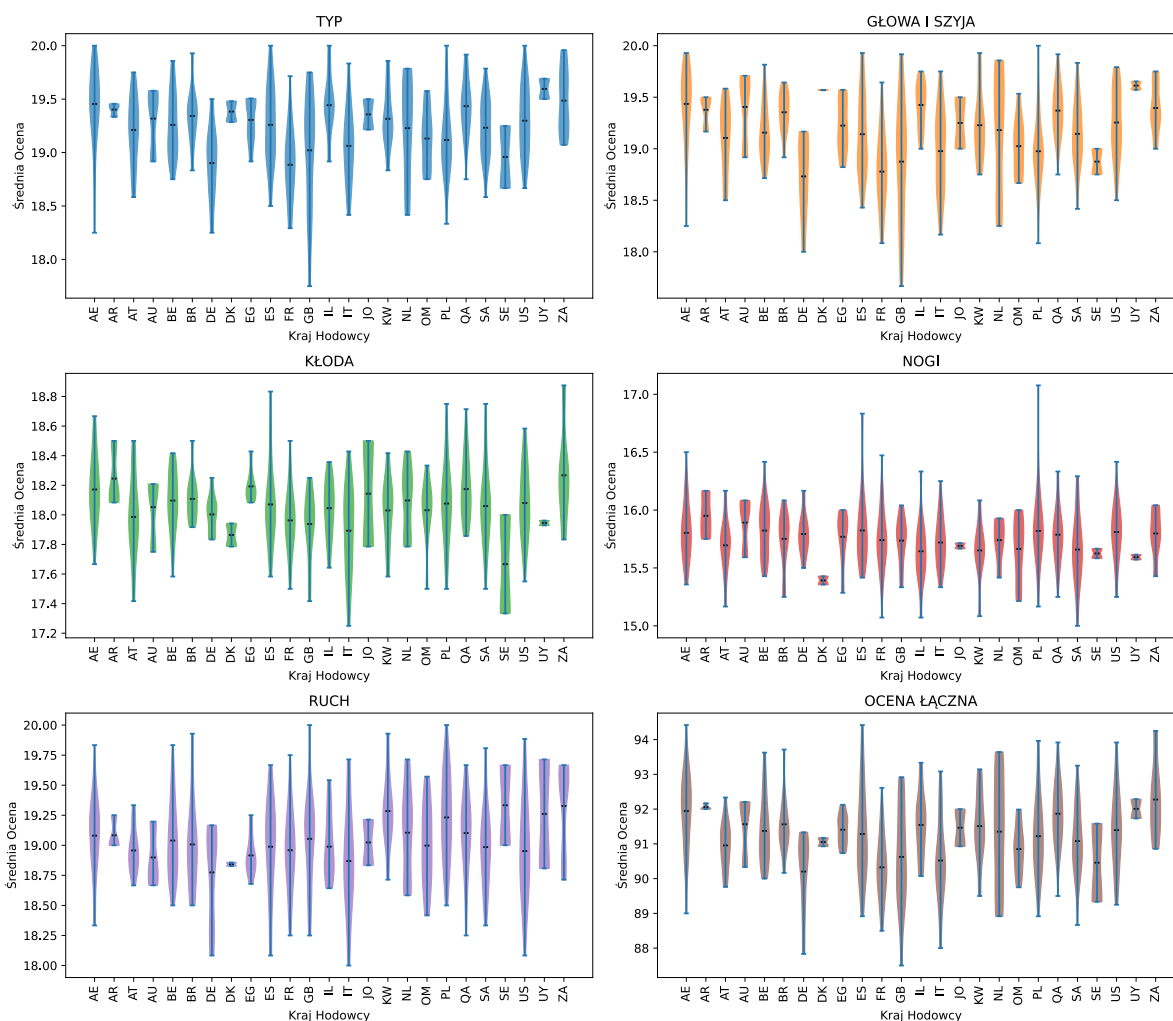 TYP
GŁOWA I SZYJA
Średnia Ocena
20.0
19.5
19.0
18.5
18.0
AE AR AT AU BE BR DE DK EG ES FR GB IL IT JO KW NL OM PL QA SA SE US UY ZA
Kraj Hodowcy
Średnia Ocena
20.0
19.5
19.0
18.5
18.0
AE AR AT AU BE BR DE DK EG ES FR GB IL IT JO KW NL OM PL QA SA SE US UY ZA
Kraj Hodowcy
KŁODA
NOGI
Średnia Ocena
18.8
18.6
18.4
18.2
18.0
17.8
17.6
17.4
17.2
AE AR AT AU BE BR DE DK EG ES FR GB IL IT JO KW NL OM PL QA SA SE US UY ZA
Kraj Hodowcy
Średnia Ocena
17.0
16.5
16.0
15.5
15.0
AE AR AT AU BE BR DE DK EG ES FR GB IL IT JO KW NL OM PL QA SA SE US UY ZA
Kraj Hodowcy
RUCH
OCENA ŁĄCZNA
Średnia Ocena
20.00
19.75
19.50
19.25
19.00
18.75
18.50
18.25
18.00
AE AR AT AU BE BR DE DK EG ES FR GB IL IT JO KW NL OM PL QA SA SE US UY ZA
Kraj Hodowcy
Średnia Ocena
94
93
92
91
90
89
88
AE AR AT AU BE BR DE DK EG ES FR GB IL IT JO KW NL OM PL QA SA SE US UY ZA
Kraj Hodowcy